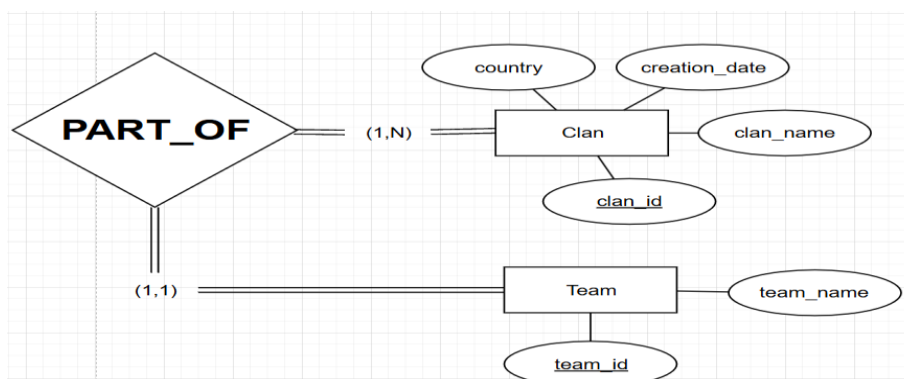 country
creation_date
PART_OF
(1,N)
Clan
clan_name
clan_id
(1,1)
Team
team_name
team_id